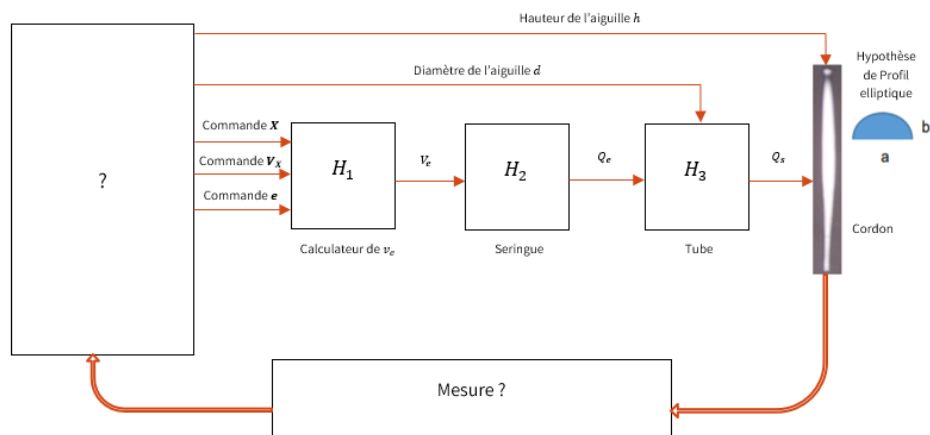 Hauteur de l'aiguille h
Hypothèse
de Profil
elliptique
Diamètre de l'aiguille d
b
a
Commande X
Commande V_X
Commande e
?
H_1
V_e
H_2
Q_e
H_3
Q_s
Cordon
Calculateur de v_e
Seringue
Tube
Mesure ?